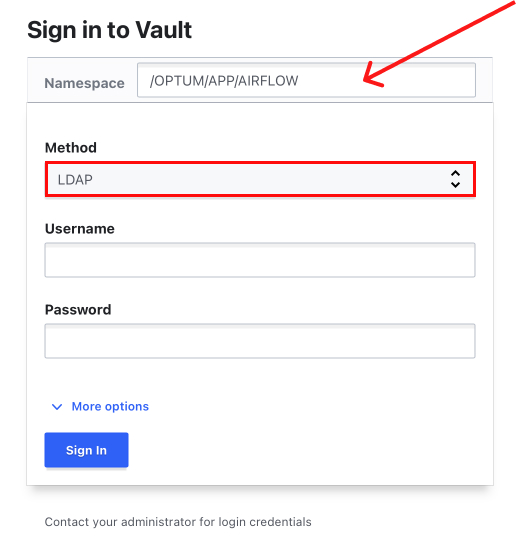 Sign in to Vault
Namespace /OPTUM/APP/AIRFLOW
Method
LDAP
Username
Password
More options
Sign In
Contact your administrator for login credentials